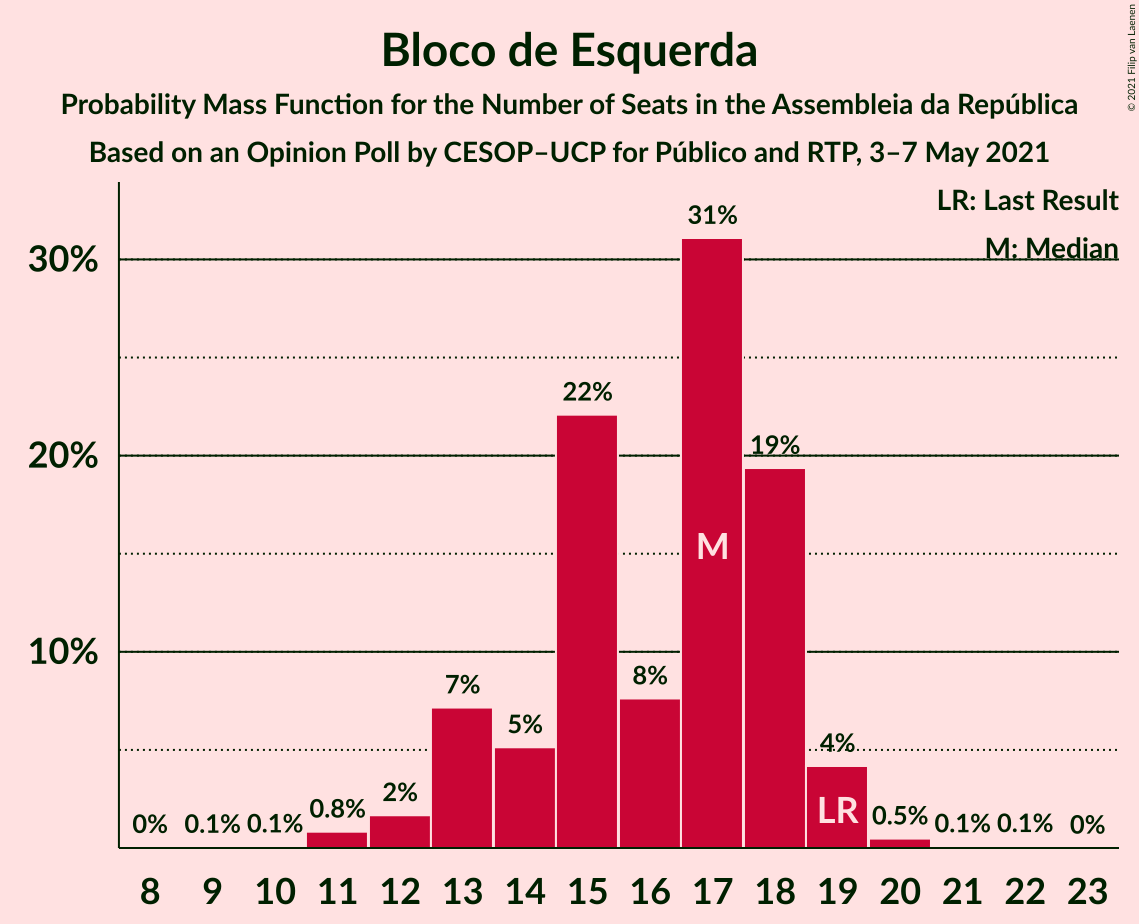 Bloco de Esquerda
Probability Mass Function for the Number of Seats in the Assembleia da República
Based on an Opinion Poll by CESOP–UCP for Público and RTP, 3–7 May 2021
© 2021 Filip van Laenen
LR: Last Result
M: Median
30%
20%
10%
0% 0.1% 0.1% 0.8% 2% 7% 5% 22% 8% 31% 19% 4% 0.5% 0.1% 0.1% 0%
M
LR
8 9 10 11 12 13 14 15 16 17 18 19 20 21 22 23